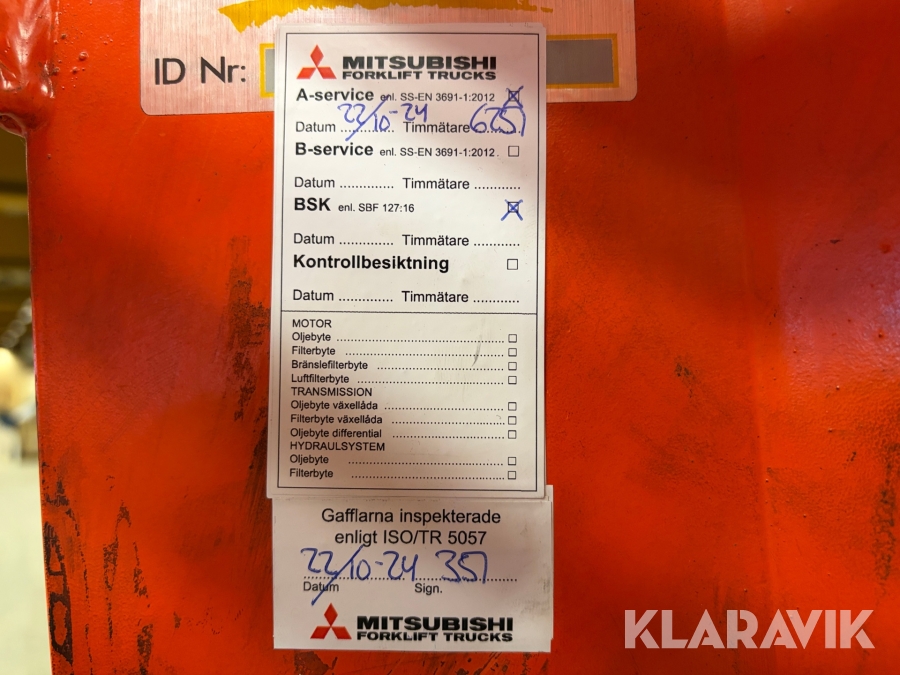 ID Nr:
MITSUBISHI
FORKLIFT TRUCKS
A-service enl. SS-EN 3691-1:2012
Datum 22/10-24 Timmätare 6251
B-service enl. SS-EN 3691-1:2012.
Datum .............. Timmätare ............
BSK enl. SBF 127:16
Datum .............. Timmätare ............
Kontrollbesiktning
Datum .............. Timmätare ............
MOTOR
Oljebyte
Filterbyte
Bränslefilterbyte
Luftfilterbyte
TRANSMISSION
Oljebyte växellåda
Filterbyte växellåda
Oljebyte differential
HYDRAULSYSTEM
Oljebyte
Filterbyte
Gafflarna inspekterade
enligt ISO/TR 5057
22/10-24 351
Datum Sign.
MITSUBISHI
FORKLIFT TRUCKS
KLARAVIK